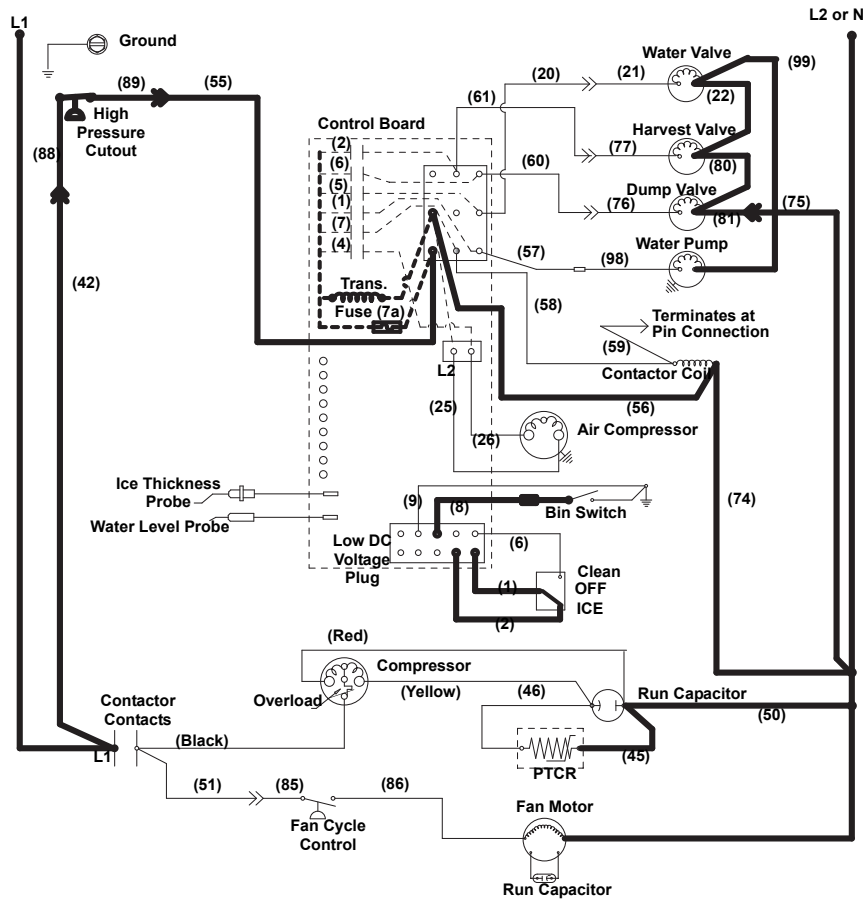 L1
L2 or N
Ground
Water Valve
(99)
(89)
(55)
(20)
(21)
(22)
(61)
High
Pressure
Cutout
Control Board
Harvest Valve
(88)
(2)
(77)
(80)
(6)
(60)
(5)
Dump Valve
(1)
(76)
(75)
(7)
(81)
(4)
Water Pump
(57)
(98)
(42)
Trans.
(58)
Fuse (7a)
Terminates at
Pin Connection
(59)
L2
Contactor Coil
(25)
(56)
(26)
Air Compressor
Ice Thickness
Probe
(9)
(8)
(74)
Bin Switch
Water Level Probe
Low DC
Voltage
Plug
(6)
Clean
OFF
ICE
(1)
(2)
(Red)
Compressor
Overload
(Yellow)
(46)
Run Capacitor
Contactor
Contacts
(50)
(Black)
L1
(45)
PTCR
(51)
(85)
(86)
Fan Motor
Fan Cycle
Control
Run Capacitor